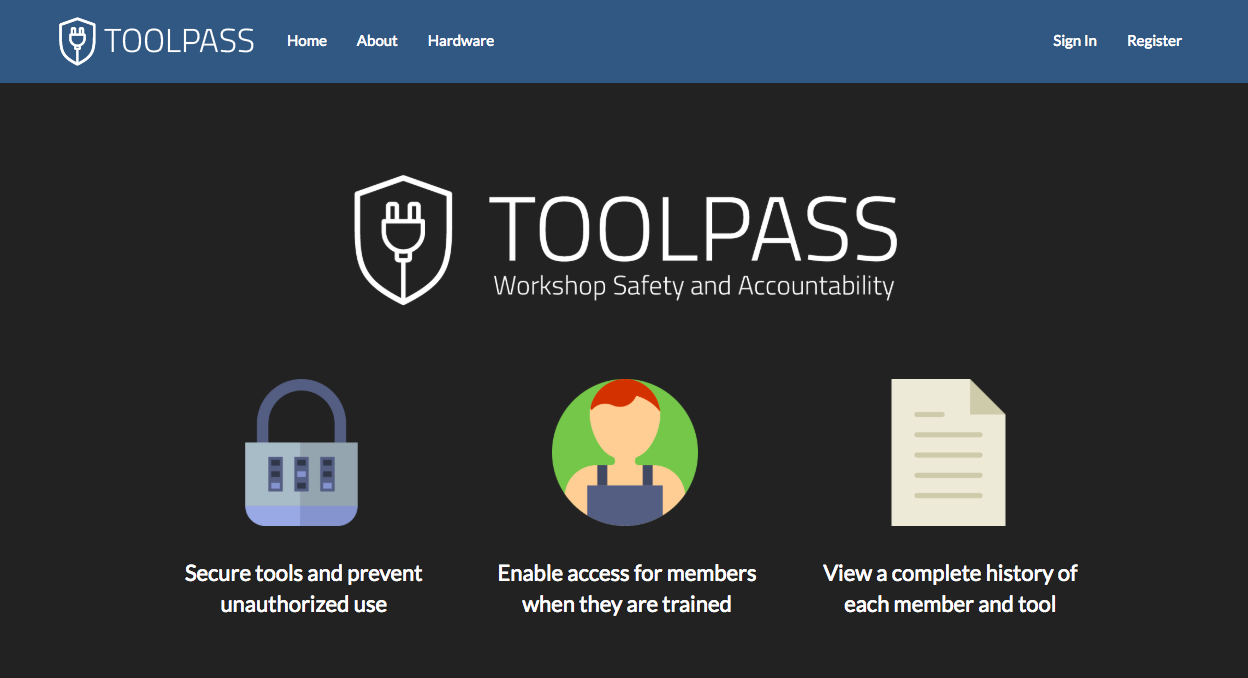 TOOLPASS Home About Hardware Sign In Register
TOOLPASS
Workshop Safety and Accountability
Secure tools and prevent
unauthorized use
Enable access for members
when they are trained
View a complete history of
each member and tool